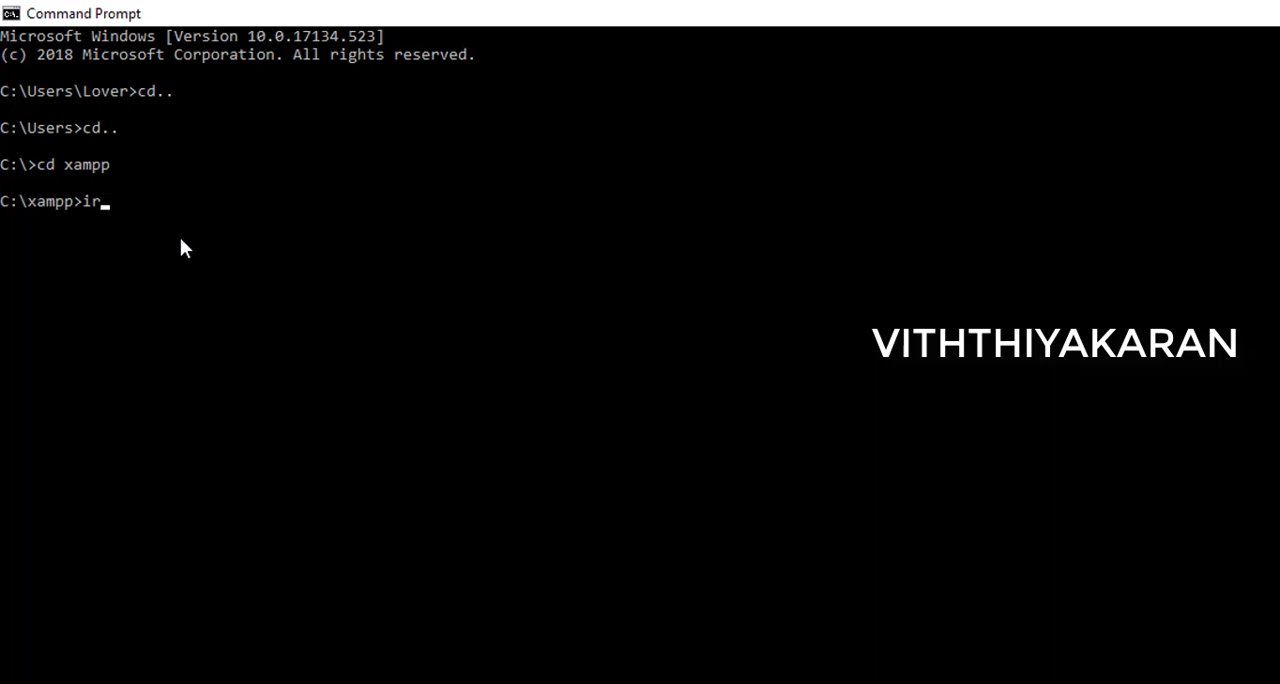 Command Prompt
Microsoft Windows [Version 10.0.17134.523]
(c) 2018 Microsoft Corporation. All rights reserved.
C:\Users\Lover>cd..
C:\Users>cd..
C:\>cd xampp
C:\xampp>ir_
VITHTHIYAKARAN